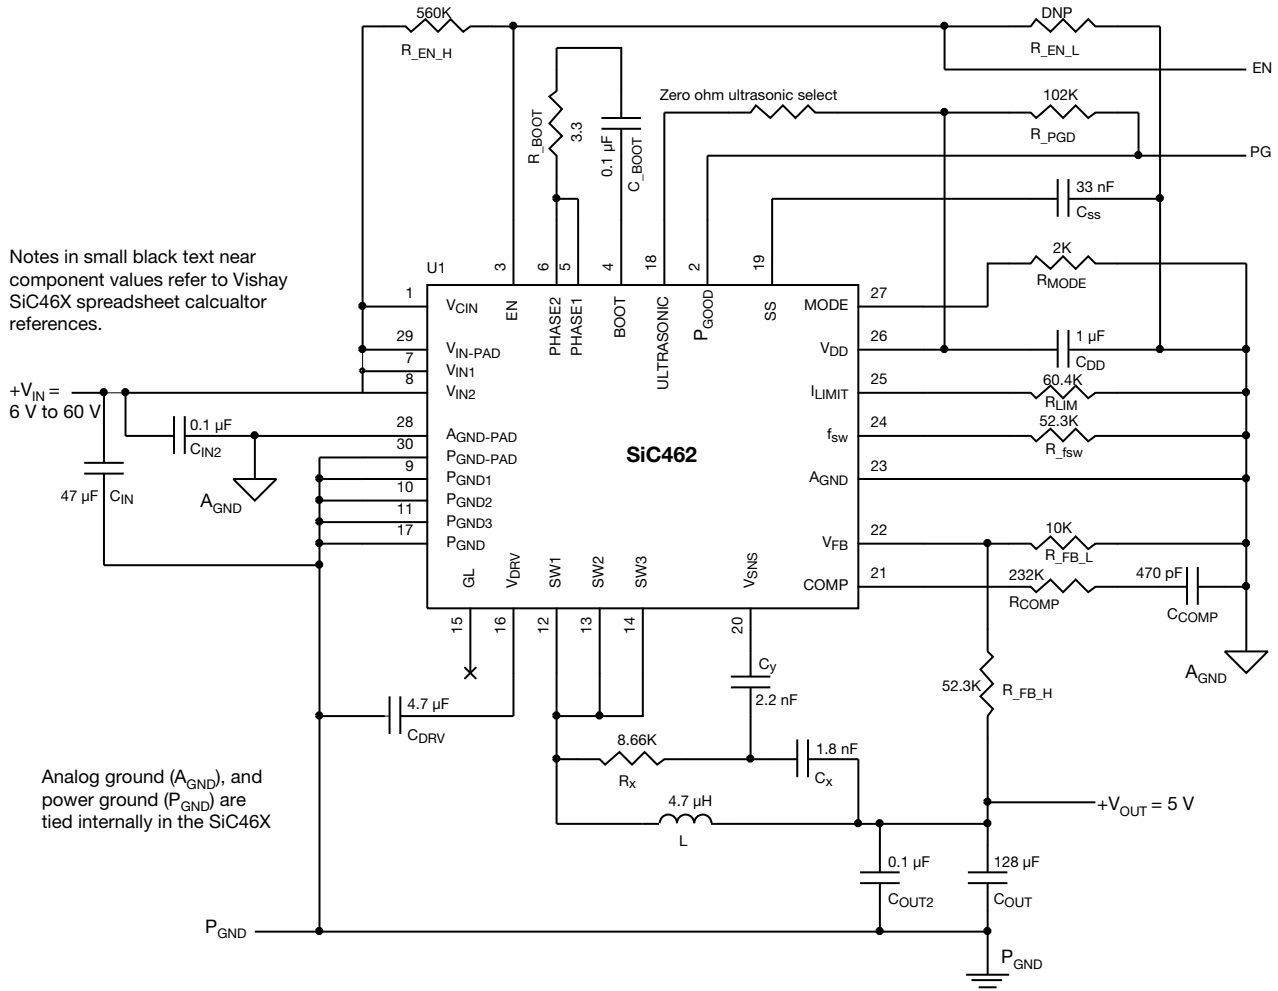 560K
R_EN_H
DNP
R_EN_L
EN
Zero ohm ultrasonic select
102K
R_PGD
PG
R_BOOT
3.3
0.1 µF
C_BOOT
33 nF
Css
2K
RMODE
Notes in small black text near
component values refer to Vishay
SiC46X spreadsheet calcualtor
references.
U1
3
6
5
4
18
2
19
EN
PHASE2
PHASE1
BOOT
ULTRASONIC
PGOOD
SS
1
VCIN
29
VIN-PAD
7
VIN1
8
VIN2
28
AGND-PAD
30
PGND-PAD
9
PGND1
10
PGND2
11
PGND3
17
PGND
SiC462
MODE
27
VDD
26
1 µF
CDD
ILIMIT
25
60.4K
RLIM
fsw
24
52.3K
R_fsw
AGND
23
VFB
22
10K
R_FB_L
COMP
21
232K
RCOMP
470 pF
CCOMP
AGND
+VIN =
6 V to 60 V
0.1 µF
CIN2
47 µF
CIN
AGND
GL
VDRV
SW1
SW2
SW3
VSNS
15
16
12
13
14
20
4.7 µF
CDRV
Cy
2.2 nF
8.66K
Rx
1.8 nF
Cx
4.7 µH
L
52.3K
R_FB_H
+VOUT = 5 V
Analog ground (AGND), and
power ground (PGND) are
tied internally in the SiC46X
0.1 µF
COUT2
128 µF
COUT
PGND
PGND